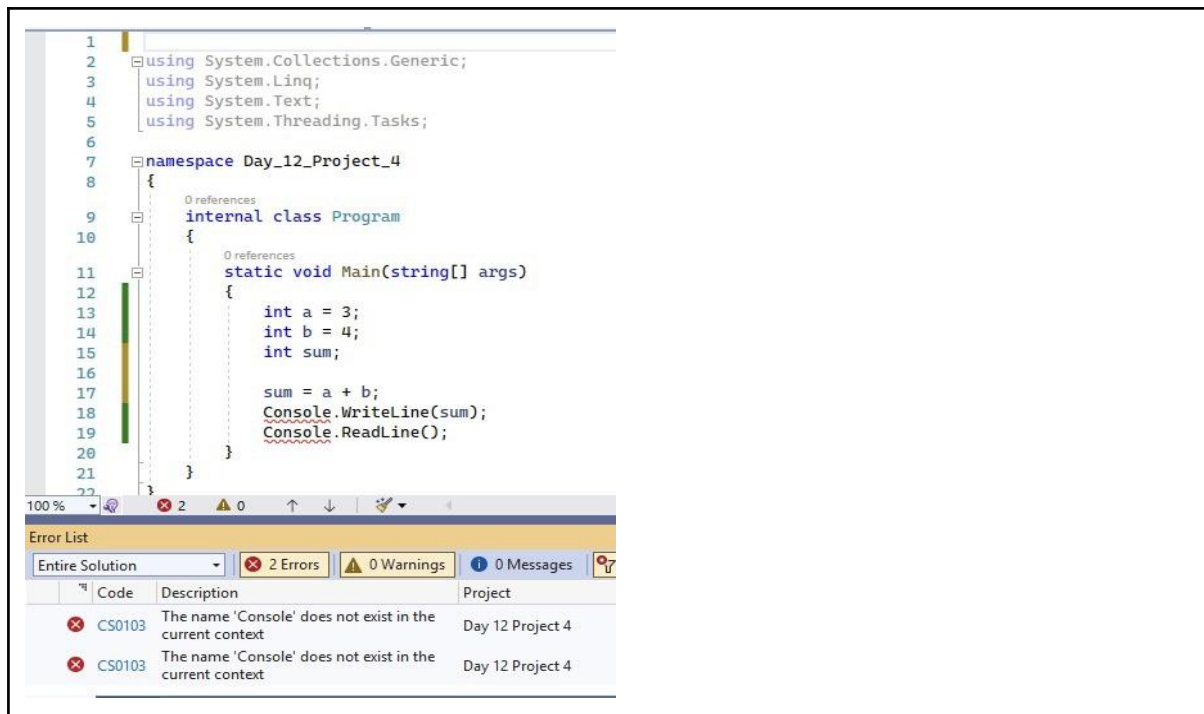 1
2 using System.Collections.Generic;
3 using System.Linq;
4 using System.Text;
5 using System.Threading.Tasks;
6
7 namespace Day_12_Project_4
8 {
0 references
9 internal class Program
10 {
0 references
11 static void Main(string[] args)
12 {
13 int a = 3;
14 int b = 4;
15 int sum;
16
17 sum = a + b;
18 Console.WriteLine(sum);
19 Console.ReadLine();
20 }
21 }
22 }
100 % 2 0
Error List
Entire Solution 2 Errors 0 Warnings 0 Messages
Code Description Project
CS0103 The name 'Console' does not exist in the Day 12 Project 4
current context
CS0103 The name 'Console' does not exist in the Day 12 Project 4
current context